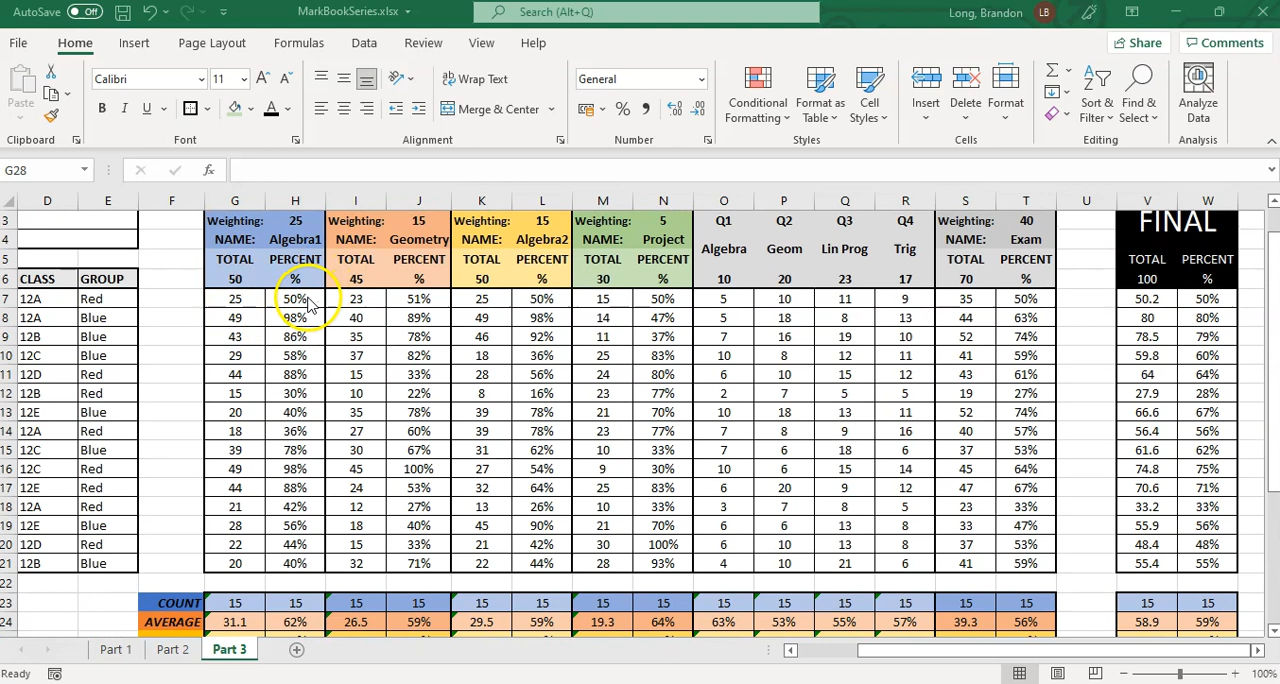 AutoSave Off MarkBookSeries.xlsx Search (Alt+Q) Long, Brandon LB
File Home Insert Page Layout Formulas Data Review View Help Share Comments
Paste Calibri 11 A A Wrap Text General Conditional Formatting Format as Table Cell Styles Insert Delete Format Sort & Filter Find & Select Analyze Data
B I U A Merge & Center %
Clipboard Font Alignment Number Styles Cells Editing Analysis
G28 fx
D E F G H I J K L M N O P Q R S T U V W
3 Weighting: 25 Weighting: 15 Weighting: 15 Weighting: 5 Q1 Q2 Q3 Q4 Weighting: 40 FINAL
4 NAME: Algebra1 NAME: Geometry NAME: Algebra2 NAME: Project Algebra Geom Lin Prog Trig NAME: Exam
5 TOTAL PERCENT TOTAL PERCENT TOTAL PERCENT TOTAL PERCENT TOTAL PERCENT TOTAL PERCENT
6 CLASS GROUP 50 % 45 % 50 % 30 % 10 20 23 17 70 % 100 %
7 12A Red 25 50% 23 51% 25 50% 15 50% 5 10 11 9 35 50% 50.2 50%
8 12A Blue 49 98% 40 89% 49 98% 14 47% 5 18 8 13 44 63% 80 80%
9 12B Blue 43 86% 35 78% 46 92% 11 37% 7 16 19 10 52 74% 78.5 79%
10 12C Blue 29 58% 37 82% 18 36% 25 83% 10 8 12 11 41 59% 59.8 60%
11 12D Red 44 88% 15 33% 28 56% 24 80% 6 10 15 12 43 61% 64 64%
12 12B Red 15 30% 10 22% 8 16% 23 77% 2 7 5 5 19 27% 27.9 28%
13 12E Blue 20 40% 35 78% 39 78% 21 70% 10 18 13 11 52 74% 66.6 67%
14 12A Red 18 36% 27 60% 39 78% 23 77% 7 8 9 16 40 57% 56.4 56%
15 12C Blue 39 78% 30 67% 31 62% 10 33% 7 6 18 6 37 53% 61.6 62%
16 12C Red 49 98% 45 100% 27 54% 9 30% 10 6 15 14 45 64% 74.8 75%
17 12E Red 44 88% 24 53% 32 64% 25 83% 6 20 9 12 47 67% 70.6 71%
18 12A Red 21 42% 12 27% 13 26% 10 33% 3 7 8 5 23 33% 33.2 33%
19 12E Blue 28 56% 18 40% 45 90% 21 70% 6 6 13 8 33 47% 55.9 56%
20 12D Red 22 44% 15 33% 21 42% 30 100% 6 10 13 8 37 53% 48.4 48%
21 12B Blue 20 40% 32 71% 22 44% 28 93% 4 10 21 6 41 59% 55.4 55%
22
23 COUNT 15 15 15 15 15 15 15 15 15 15 15 15 15 15 15 15
24 AVERAGE 31.1 62% 26.5 59% 29.5 59% 19.3 64% 63% 53% 55% 57% 39.3 56% 58.9 59%
Part 1 Part 2 Part 3
Ready 100%